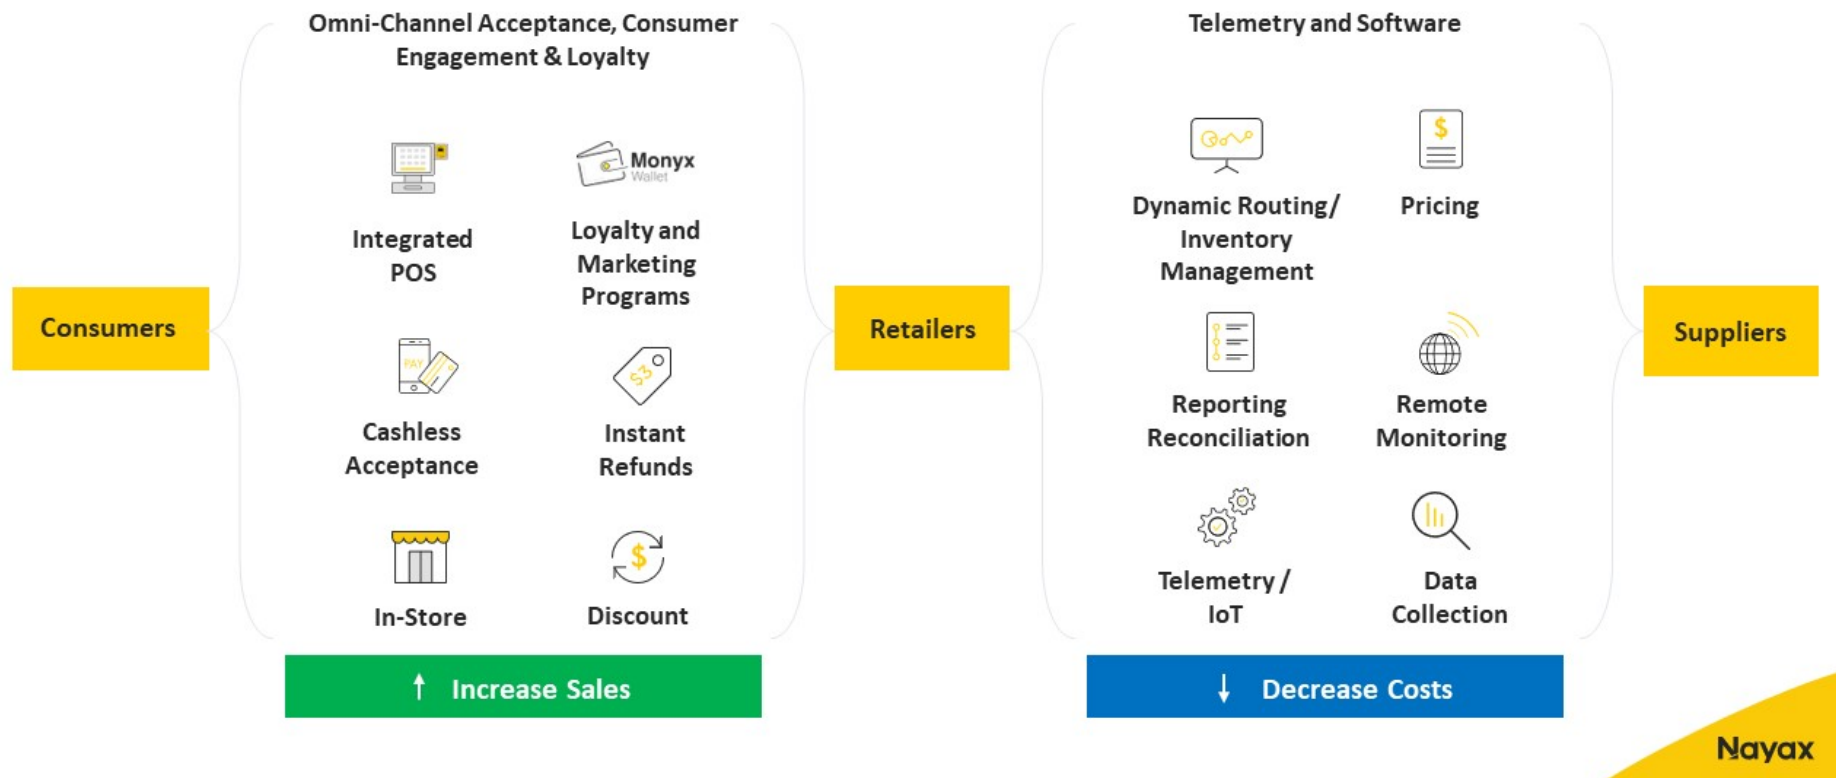 Omni-Channel Acceptance, Consumer
Engagement & Loyalty
Integrated
POS
Monyx
Wallet
Loyalty and
Marketing
Programs
PAY
Cashless
Acceptance
$3
Instant
Refunds
In-Store
$
Discount
Consumers
Retailers
Telemetry and Software
Dynamic Routing/
Inventory
Management
$
Pricing
Reporting
Reconciliation
Remote
Monitoring
Telemetry /
IoT
Data
Collection
Suppliers
↑ Increase Sales
↓ Decrease Costs
Nayax